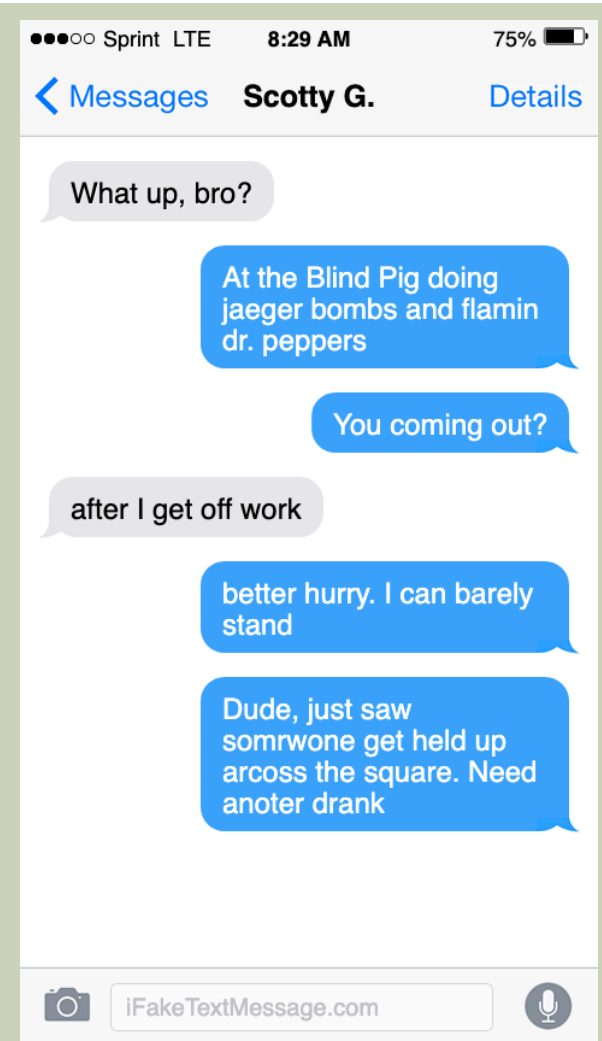 Sprint LTE 8:29 AM 75%
Messages Scotty G. Details
What up, bro?
At the Blind Pig doing
jaeger bombs and flamin
dr. peppers
You coming out?
after I get off work
better hurry. I can barely
stand
Dude, just saw
somrwone get held up
arcoss the square. Need
anoter drank
iFakeTextMessage.com